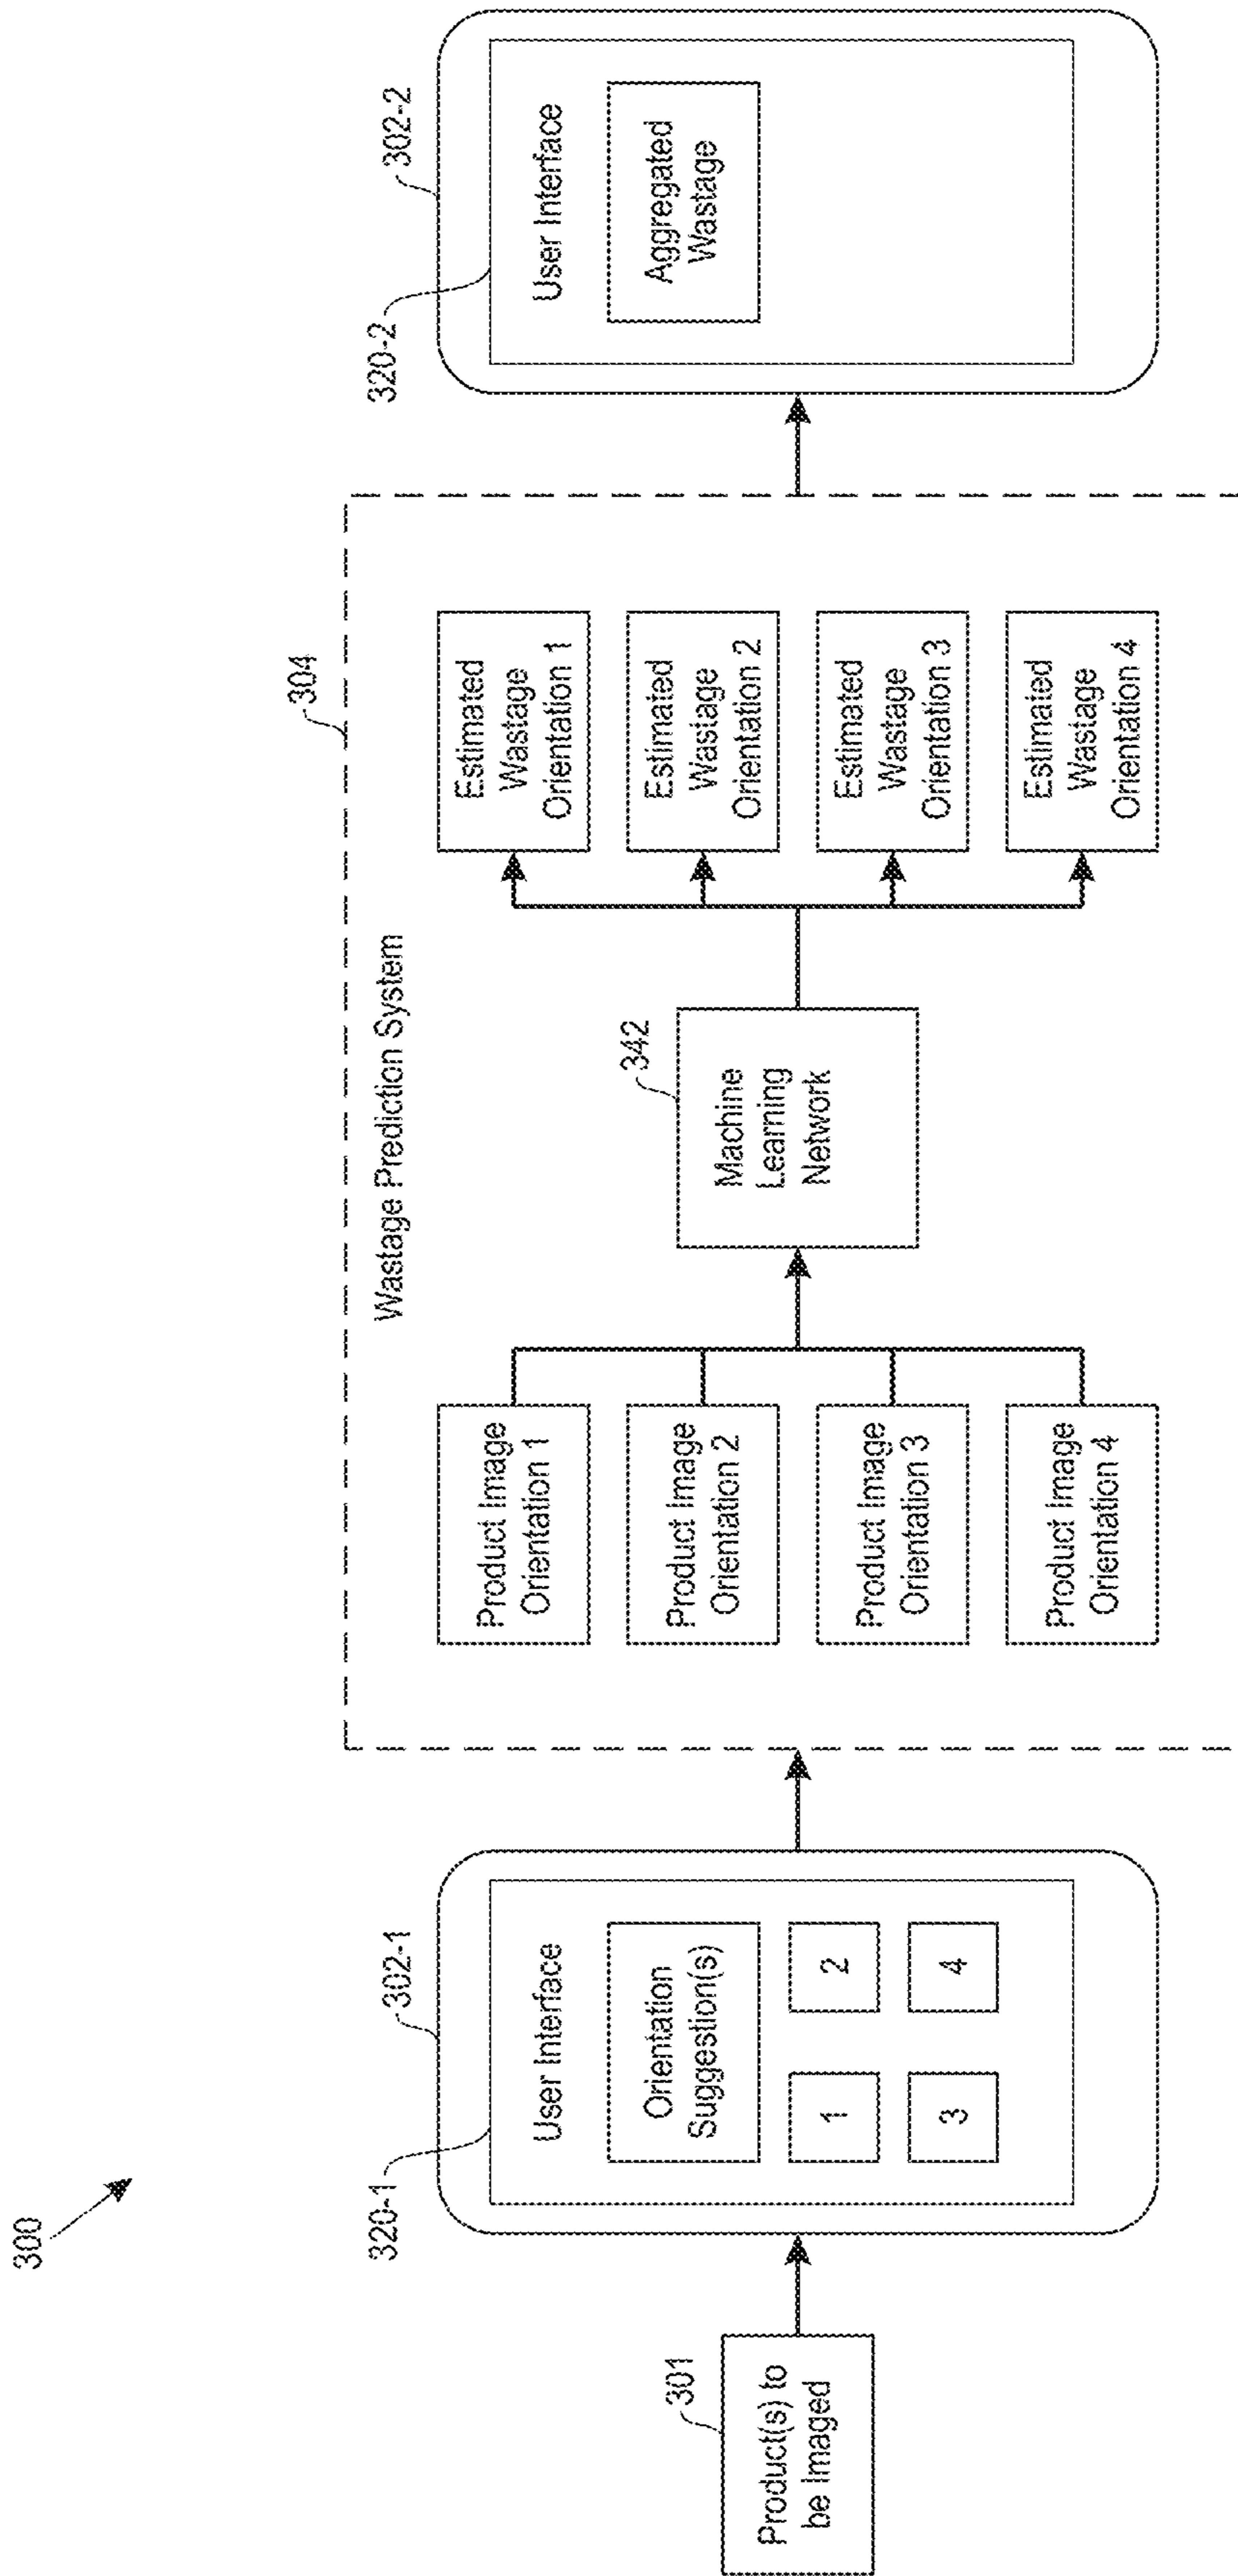 300
301
Product(s) to
be Imaged
302-1
320-1
User Interface
Orientation
Suggestion(s)
1
2
3
4
304
Wastage Prediction System
Product Image
Orientation 1
Product Image
Orientation 2
Product Image
Orientation 3
Product Image
Orientation 4
342
Machine
Learning
Network
Estimated
Wastage
Orientation 1
Estimated
Wastage
Orientation 2
Estimated
Wastage
Orientation 3
Estimated
Wastage
Orientation 4
302-2
320-2
User Interface
Aggregated
Wastage